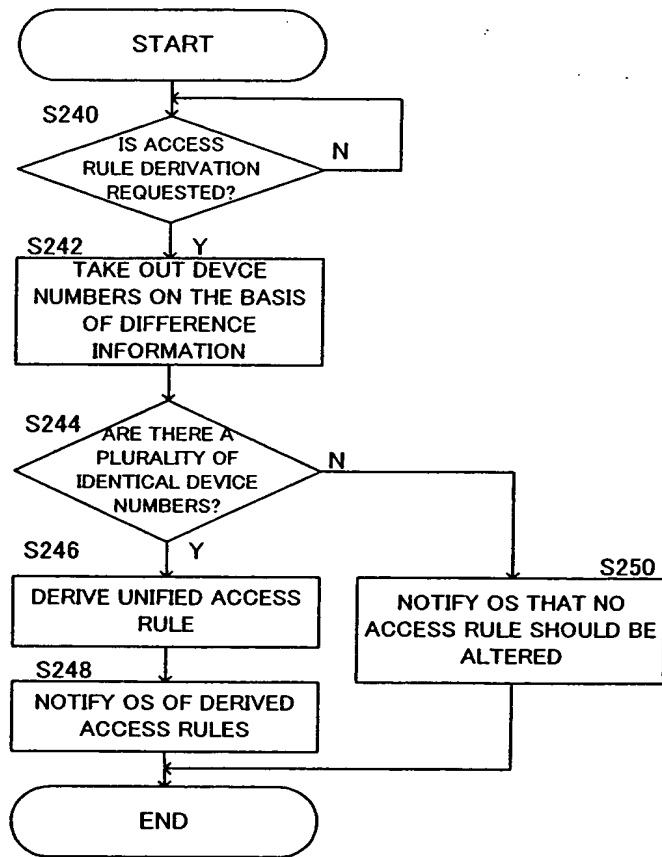 START
S240
IS ACCESS
RULE DERIVATION
REQUESTED?
N
Y
S242
TAKE OUT DEVCE
NUMBERS ON THE BASIS
OF DIFFERENCE
INFORMATION
S244
ARE THERE A
PLURALITY OF
IDENTICAL DEVICE
NUMBERS?
N
Y
S246
DERIVE UNIFIED ACCESS
RULE
S250
NOTIFY OS THAT NO
ACCESS RULE SHOULD BE
ALTERED
S248
NOTIFY OS OF DERIVED
ACCESS RULES
END